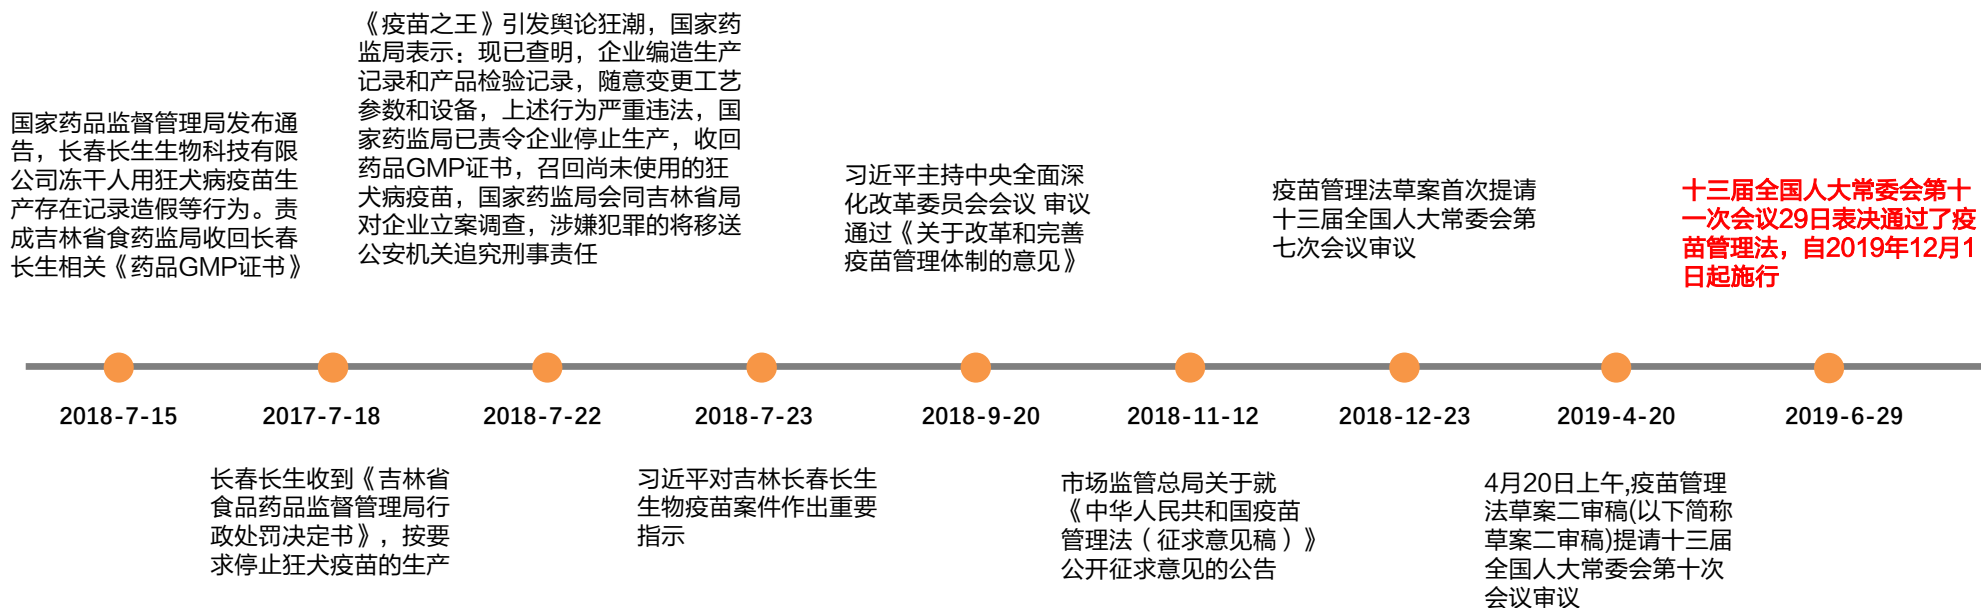 国家药品监督管理局发布通
告，长春长生生物科技有限
公司冻干人用狂犬病疫苗生
产存在记录造假等行为。责
成吉林省食药监局收回长春
长生相关《药品GMP证书》
《疫苗之王》引发舆论狂潮，国家药
监局表示：现已查明，企业编造生产
记录和产品检验记录，随意变更工艺
参数和设备，上述行为严重违法，国
家药监局已责令企业停止生产，收回
药品GMP证书，召回尚未使用的狂
犬病疫苗，国家药监局会同吉林省局
对企业立案调查，涉嫌犯罪的将移送
公安机关追究刑事责任
习近平主持中央全面深
化改革委员会会议 审议
通过《关于改革和完善
疫苗管理体制的意见》
疫苗管理法草案首次提请
十三届全国人大常委会第
七次会议审议
十三届全国人大常委会第十
一次会议29日表决通过了疫
苗管理法，自2019年12月1
日起施行
2018-7-15
2017-7-18
2018-7-22
2018-7-23
2018-9-20
2018-11-12
2018-12-23
2019-4-20
2019-6-29
长春长生收到《吉林省
食品药品监督管理局行
政处罚决定书》，按要
求停止狂犬疫苗的生产
习近平对吉林长春长生
生物疫苗案件作出重要
指示
市场监管总局关于就
《中华人民共和国疫苗
管理法（征求意见稿）》
公开征求意见的公告
4月20日上午,疫苗管理
法草案二审稿(以下简称
草案二审稿)提请十三届
全国人大常委会第十次
会议审议